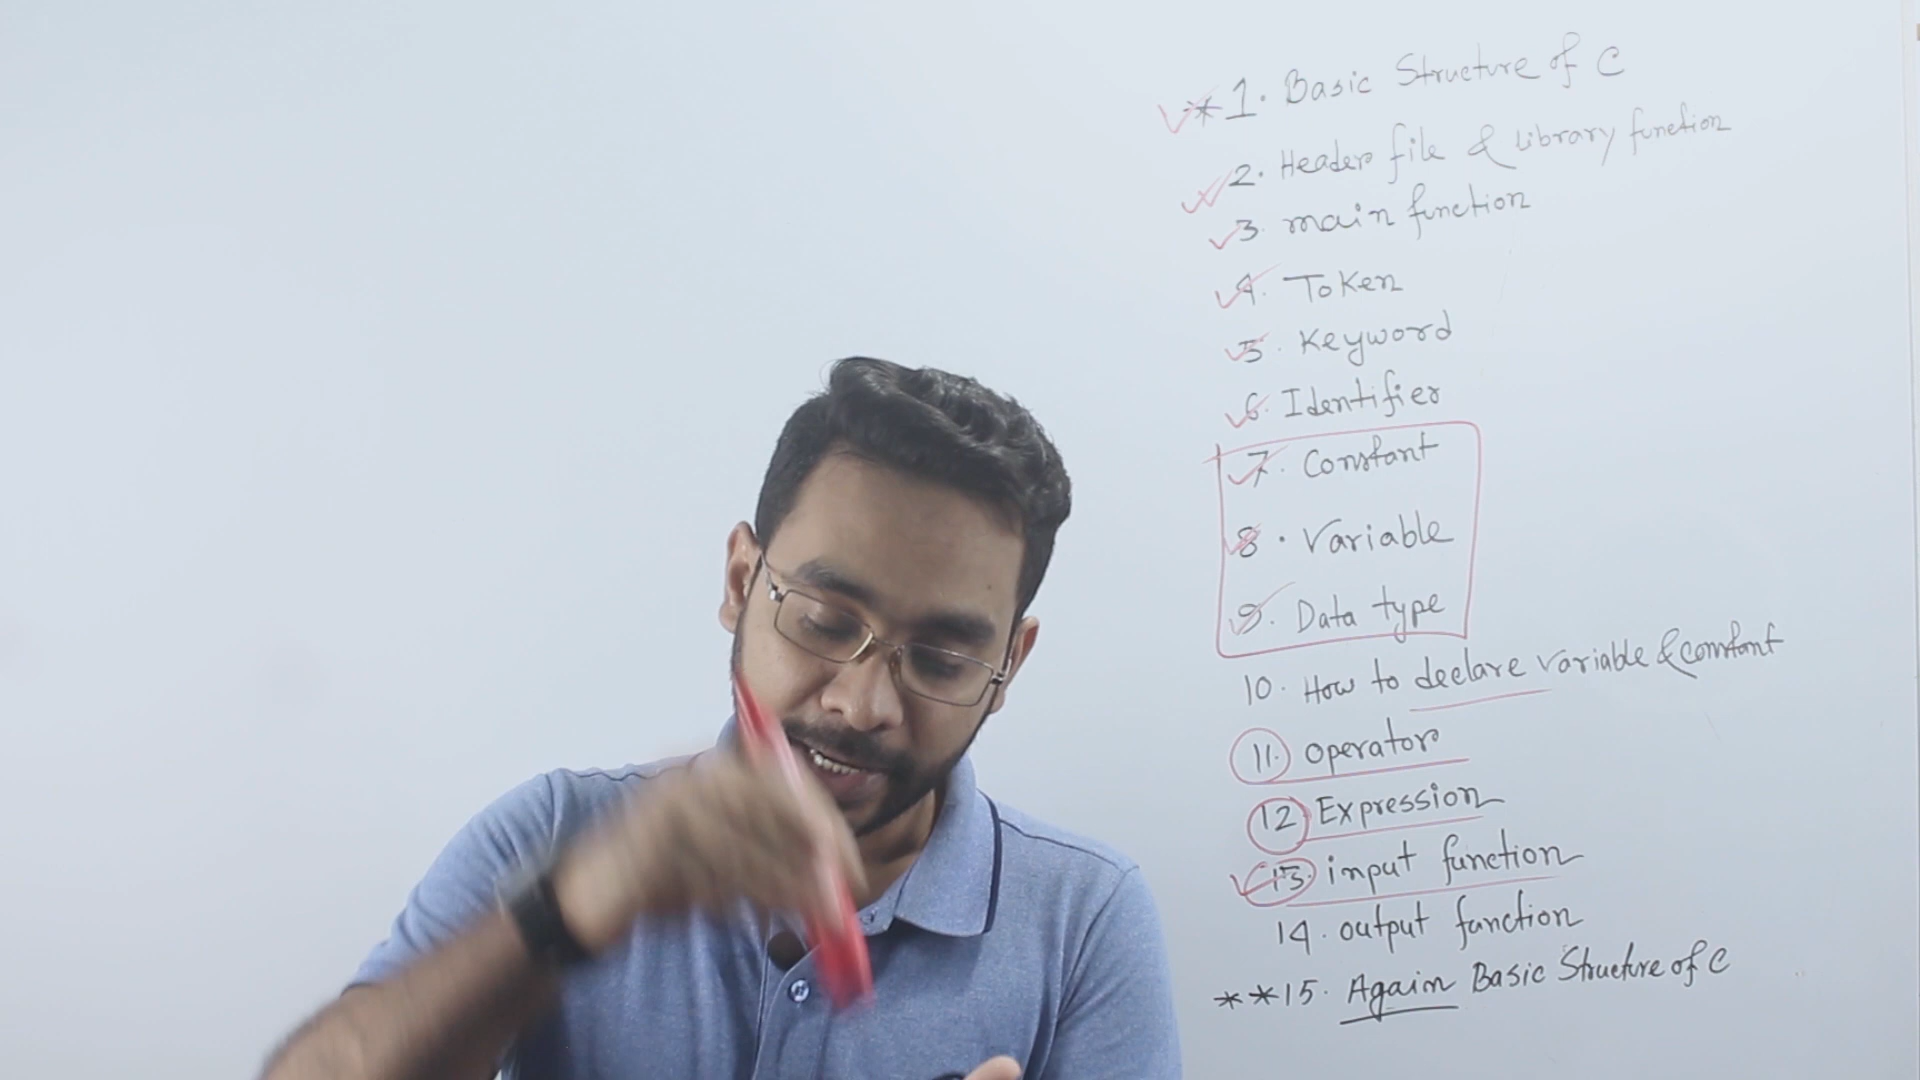 *1. Basic Structure of C
2. Header file & Library function
3. main function
4. Token
5. Keyword
6. Identifier
7. Constant
8. Variable
9. Data type
10. How to declare variable & constant
11. operator
12. Expression
13. input function
14. output function
**15. Again Basic Structure of C